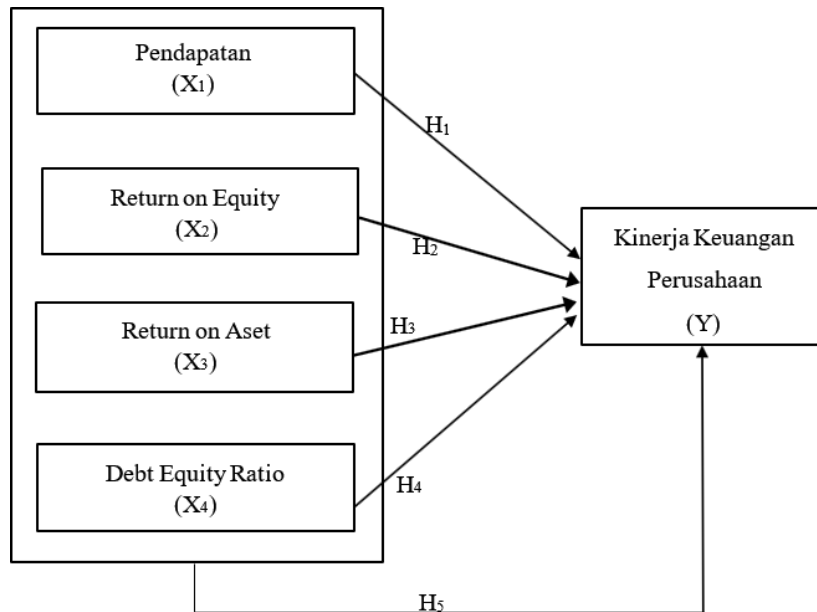 Pendapatan
(X₁)
H₁
Return on Equity
(X₂)
H₂
Return on Aset
(X₃)
H₃
Debt Equity Ratio
(X₄)
H₄
Kinerja Keuangan
Perusahaan
(Y)
H₅